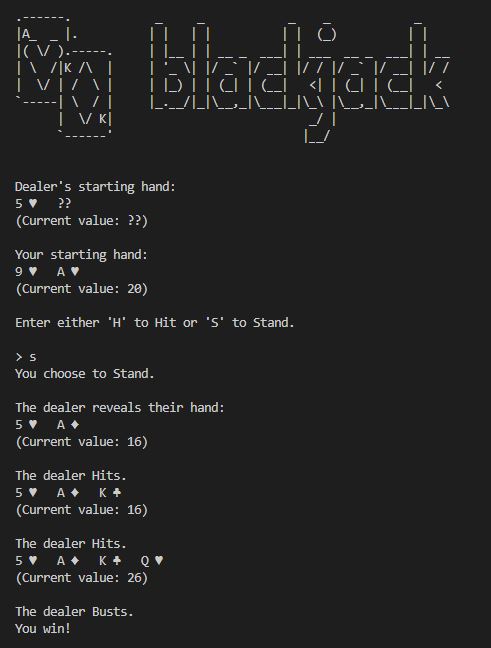 A
K
K
blackjack
Dealer's starting hand:
5 ♥ ??
(Current value: ??)
Your starting hand:
9 ♥ A ♥
(Current value: 20)
Enter either 'H' to Hit or 'S' to Stand.
> s
You choose to Stand.
The dealer reveals their hand:
5 ♥ A ♦
(Current value: 16)
The dealer Hits.
5 ♥ A ♦ K ♣
(Current value: 16)
The dealer Hits.
5 ♥ A ♦ K ♣ Q ♥
(Current value: 26)
The dealer Busts.
You win!